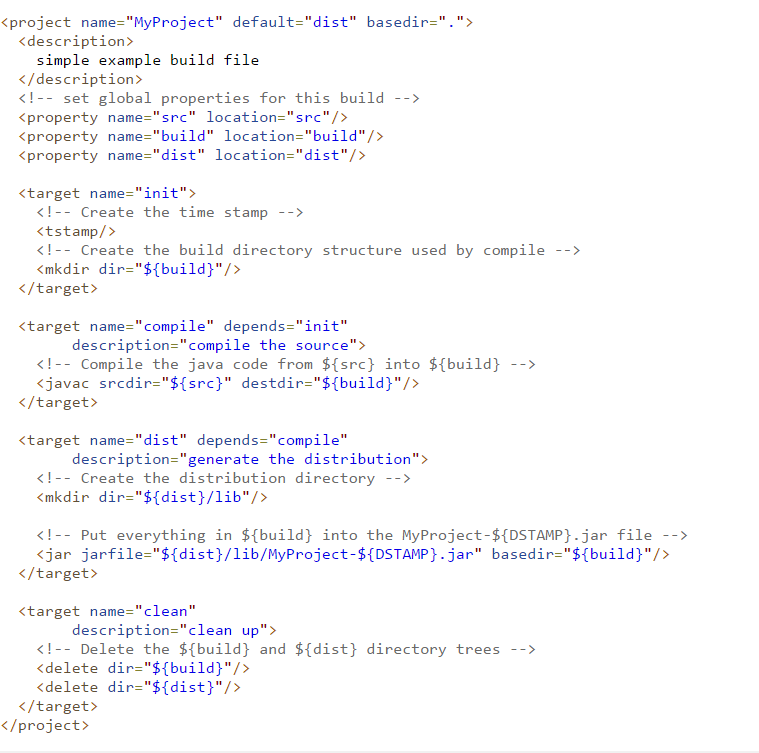 <project name="MyProject" default="dist" basedir=".">
  <description>
    simple example build file
  </description>
  <!-- set global properties for this build -->
  <property name="src" location="src"/>
  <property name="build" location="build"/>
  <property name="dist" location="dist"/>

  <target name="init">
    <!-- Create the time stamp -->
    <tstamp/>
    <!-- Create the build directory structure used by compile -->
    <mkdir dir="${build}"/>
  </target>

  <target name="compile" depends="init"
        description="compile the source">
    <!-- Compile the java code from ${src} into ${build} -->
    <javac srcdir="${src}" destdir="${build}"/>
  </target>

  <target name="dist" depends="compile"
        description="generate the distribution">
    <!-- Create the distribution directory -->
    <mkdir dir="${dist}/lib"/>

    <!-- Put everything in ${build} into the MyProject-${DSTAMP}.jar file -->
    <jar jarfile="${dist}/lib/MyProject-${DSTAMP}.jar" basedir="${build}"/>
  </target>

  <target name="clean"
        description="clean up">
    <!-- Delete the ${build} and ${dist} directory trees -->
    <delete dir="${build}"/>
    <delete dir="${dist}"/>
  </target>
</project>